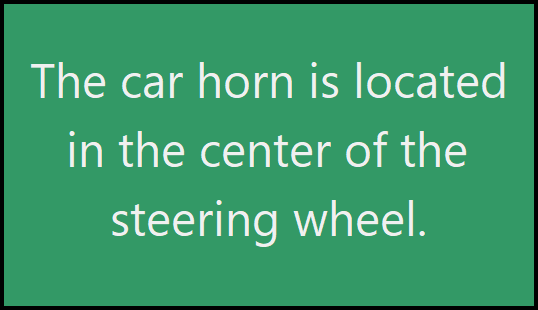 The car horn is located
in the center of the
steering wheel.